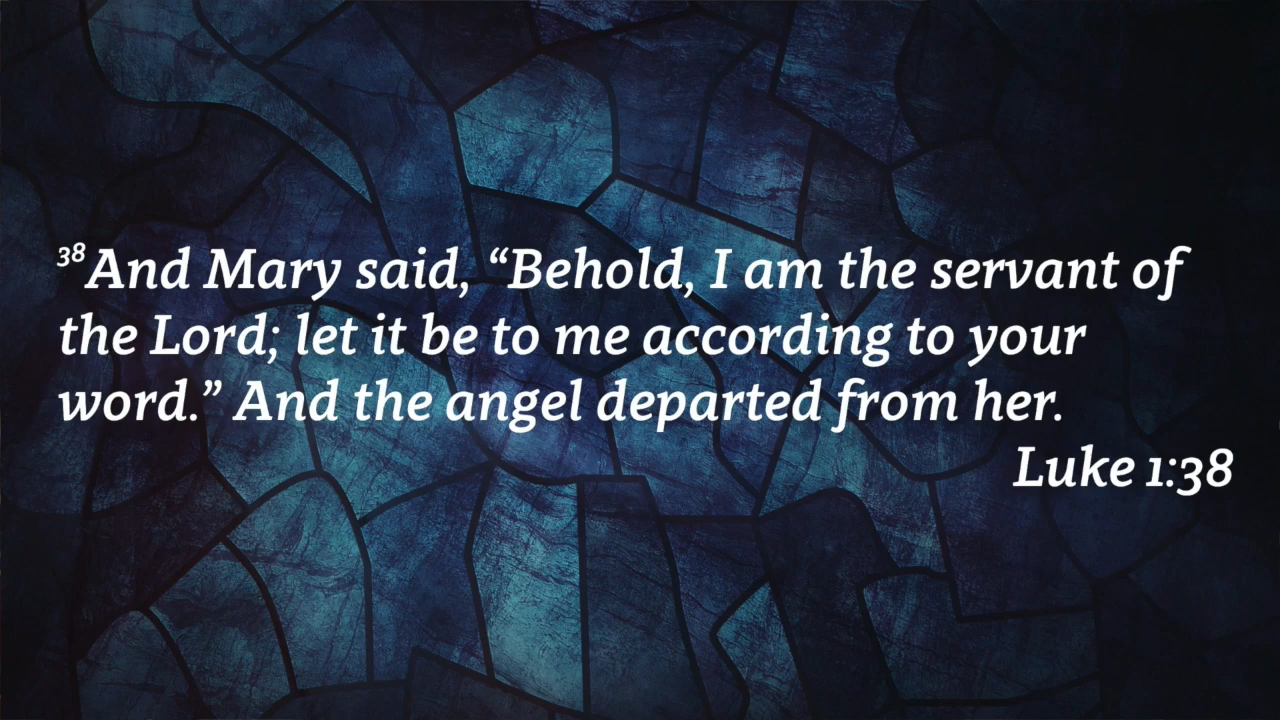 ³⁸And Mary said, “Behold, I am the servant of
the Lord; let it be to me according to your
word.” And the angel departed from her.
Luke 1:38